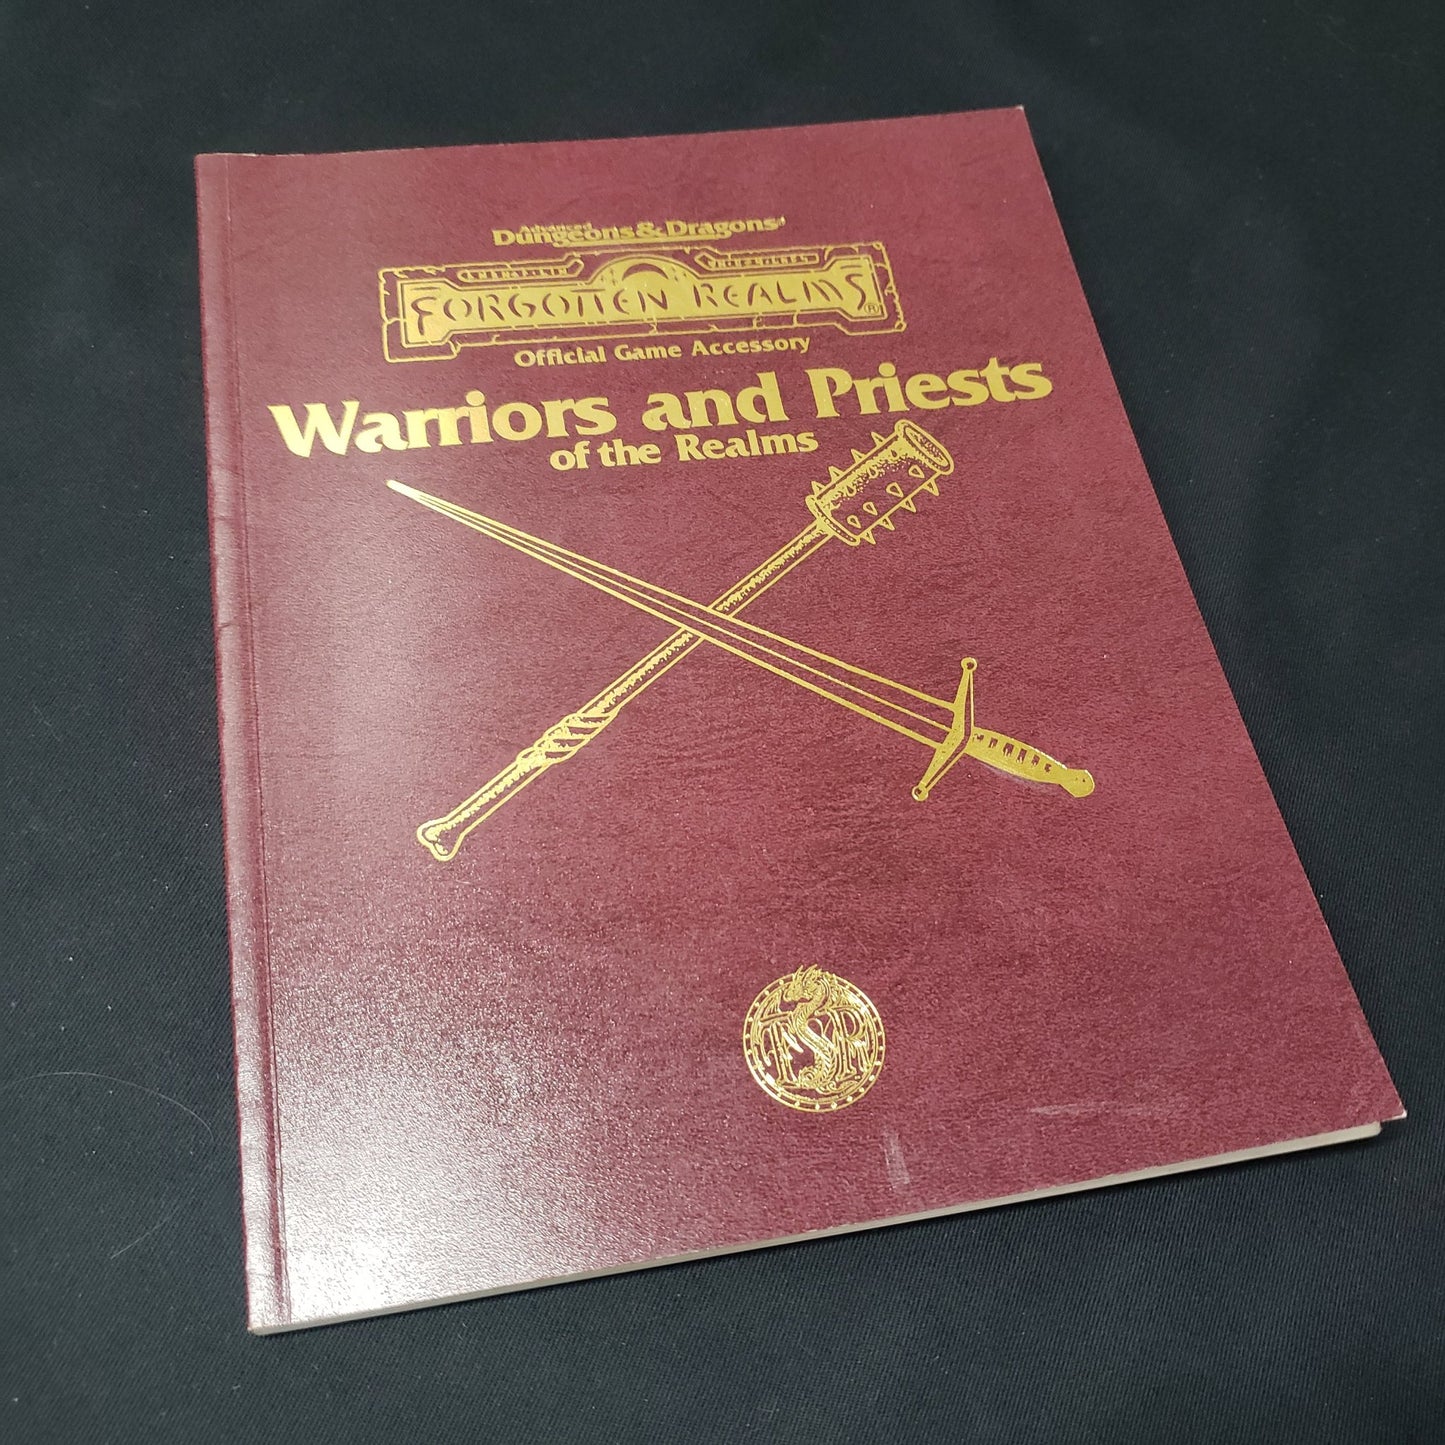 Advanced
Dungeons & Dragons®
FORGOTTEN REALMS®
Official Game Accessory
Warriors and Priests
of the Realms
TSR